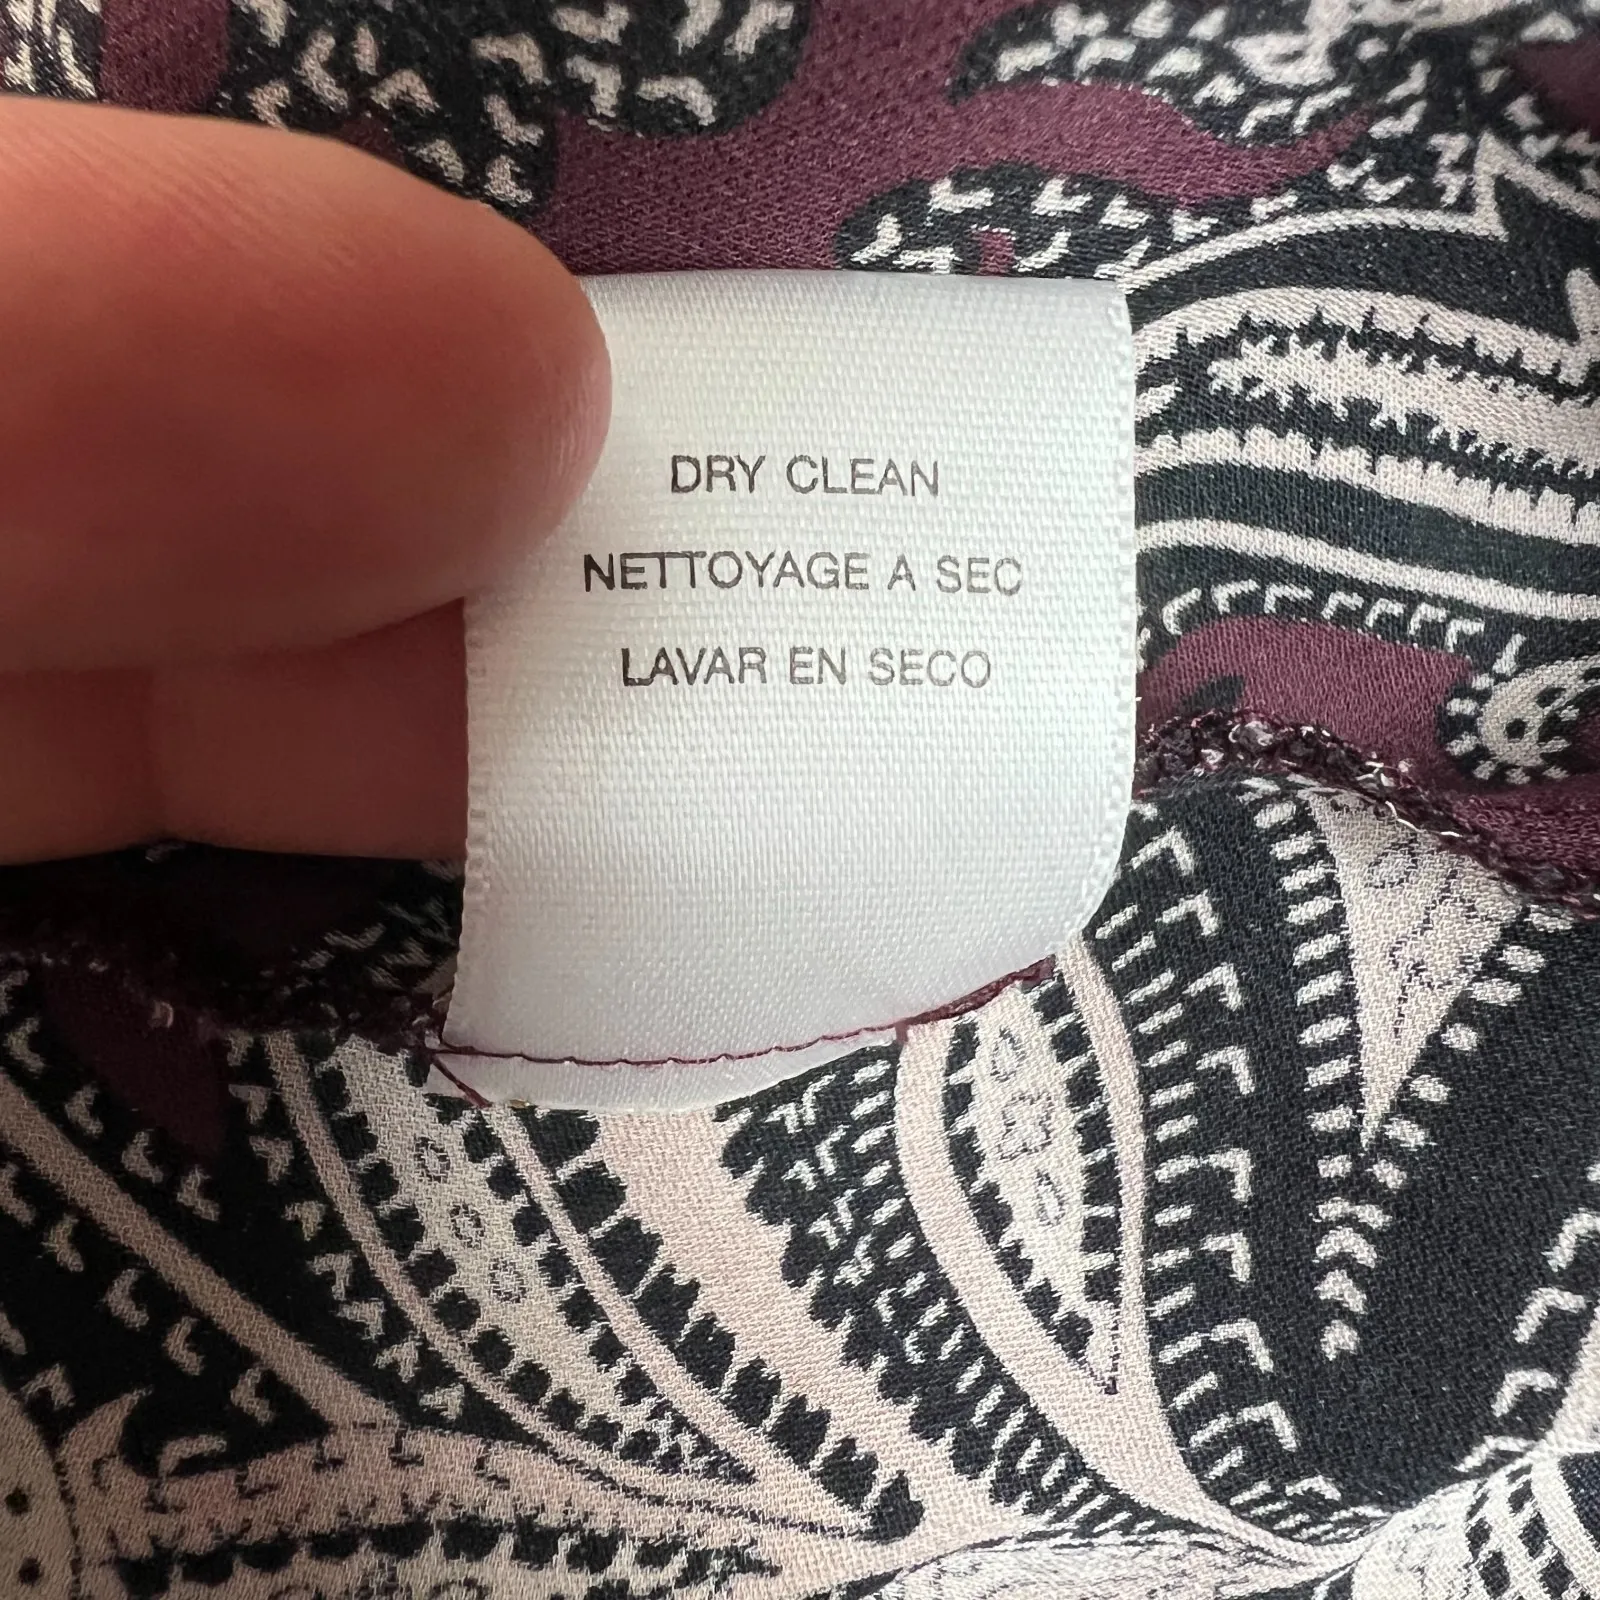 DRY CLEAN
NETTOYAGE A SEC
LAVAR EN SECO